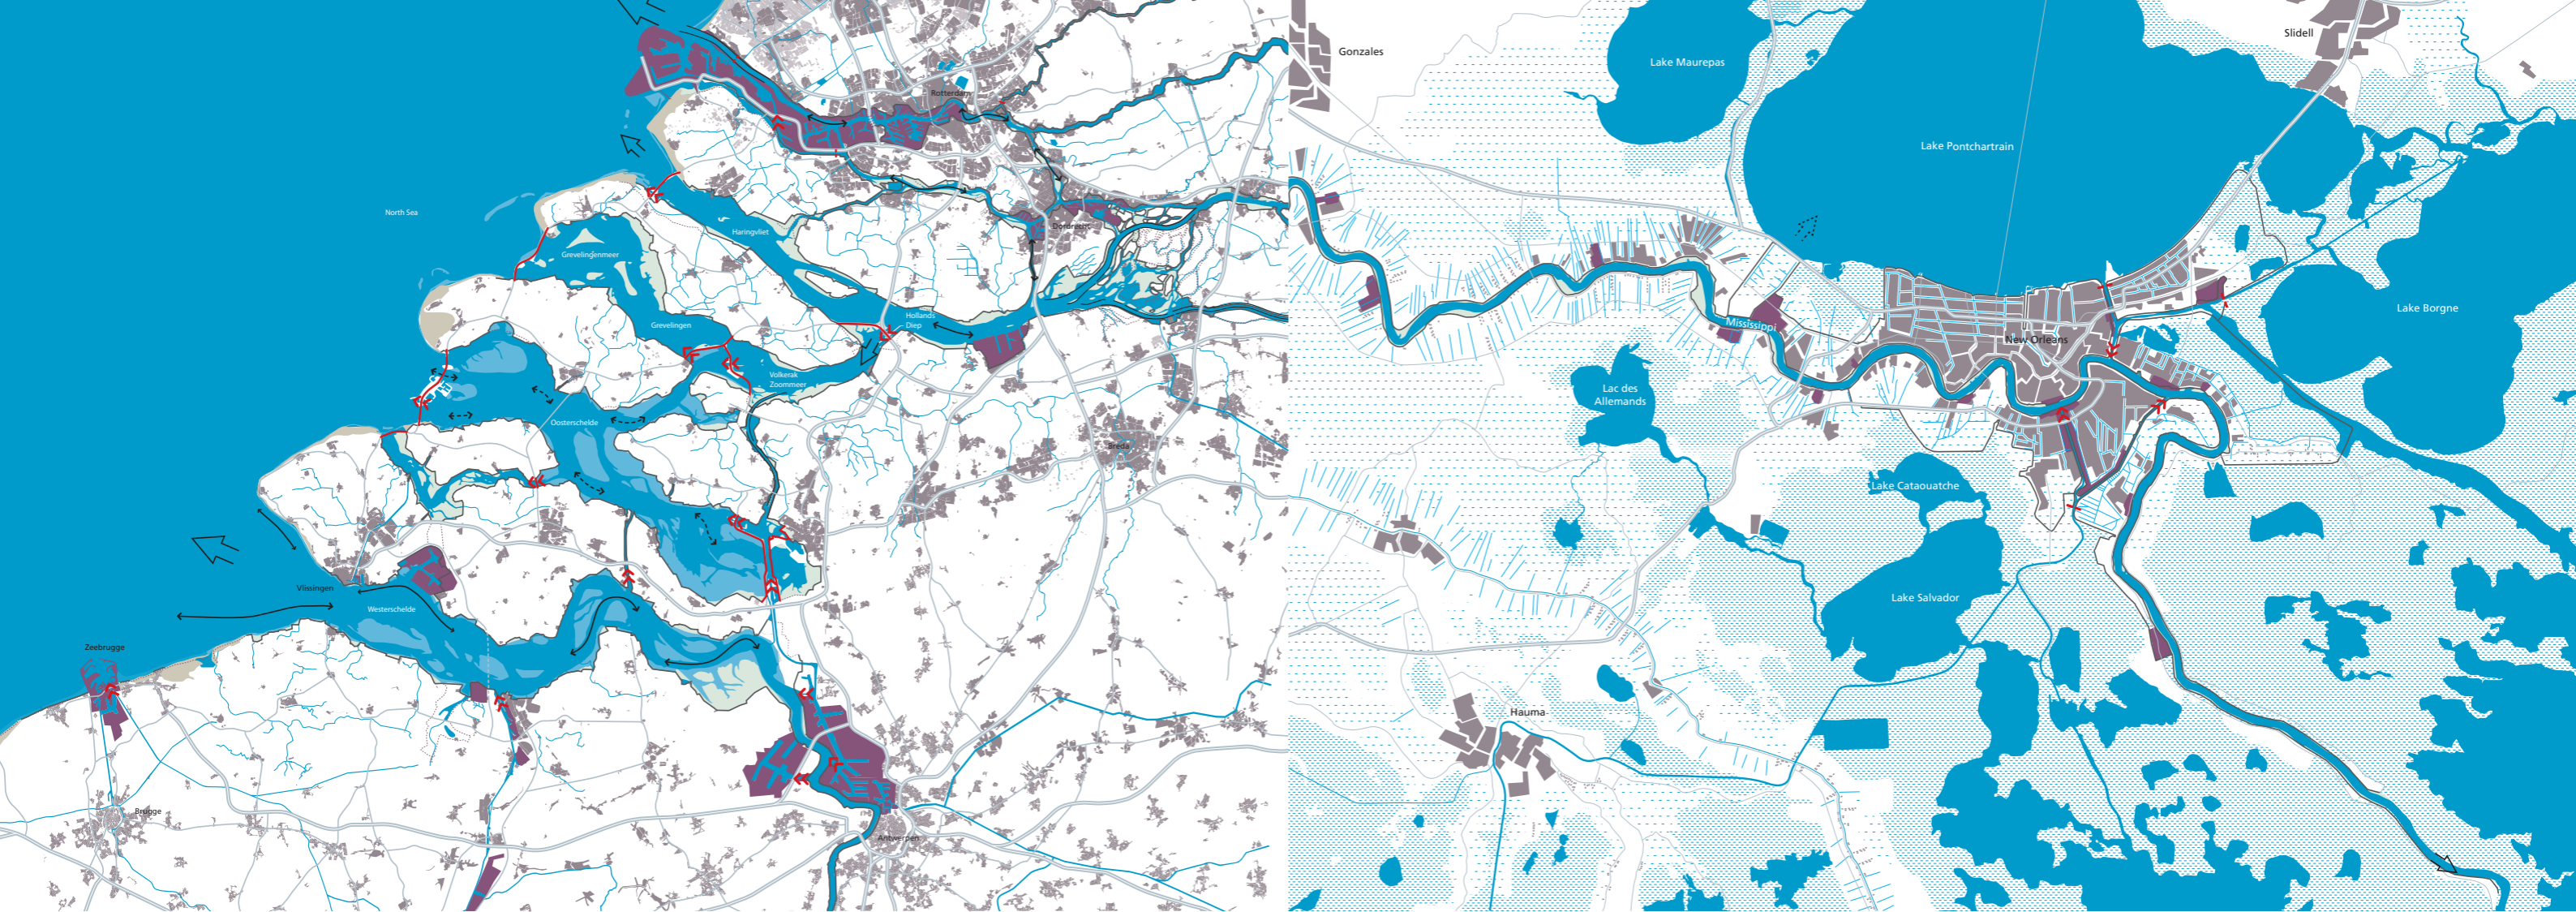 Rotterdam
North Sea
Haringvliet
Dordrecht
Grevelingenmeer
Hollands
Diep
Grevelingen
Volkerak
Zoommeer
Oosterschelde
Breda
Vlissingen
Westerschelde
Zeebrugge
Brugge
Antwerpen
Gonzales
Lake Maurepas
Slidell
Lake Pontchartrain
Lake Borgne
Mississippi
New Orleans
Lac des
Allemands
Lake Cataouatche
Lake Salvador
Hauma